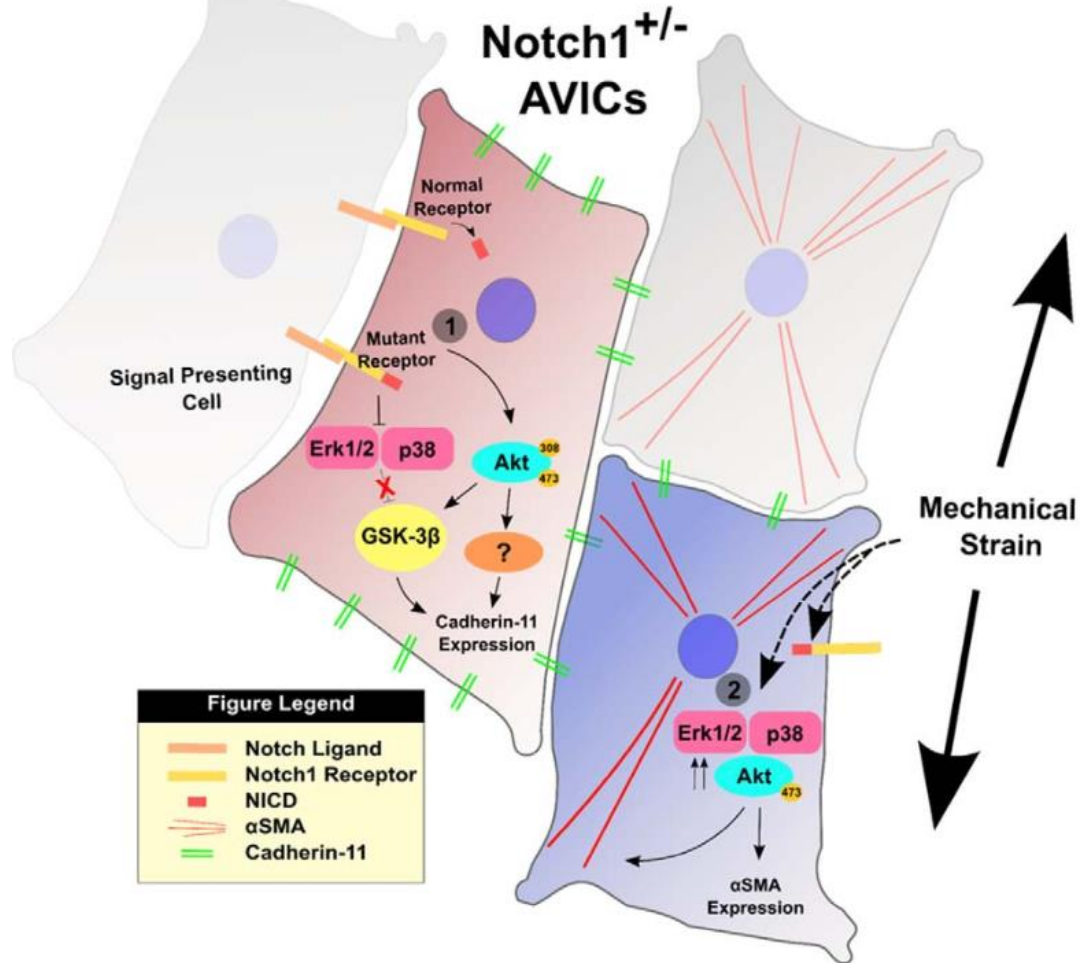 Notch1+/-
AVICs
Normal
Receptor
1
Mutant
Receptor
Signal Presenting
Cell
Erk1/2
p38
Akt
308
473
GSK-3β
?
Cadherin-11
Expression
Mechanical
Strain
2
Erk1/2
p38
Akt
473
αSMA
Expression
Figure Legend
Notch Ligand
Notch1 Receptor
NICD
αSMA
Cadherin-11